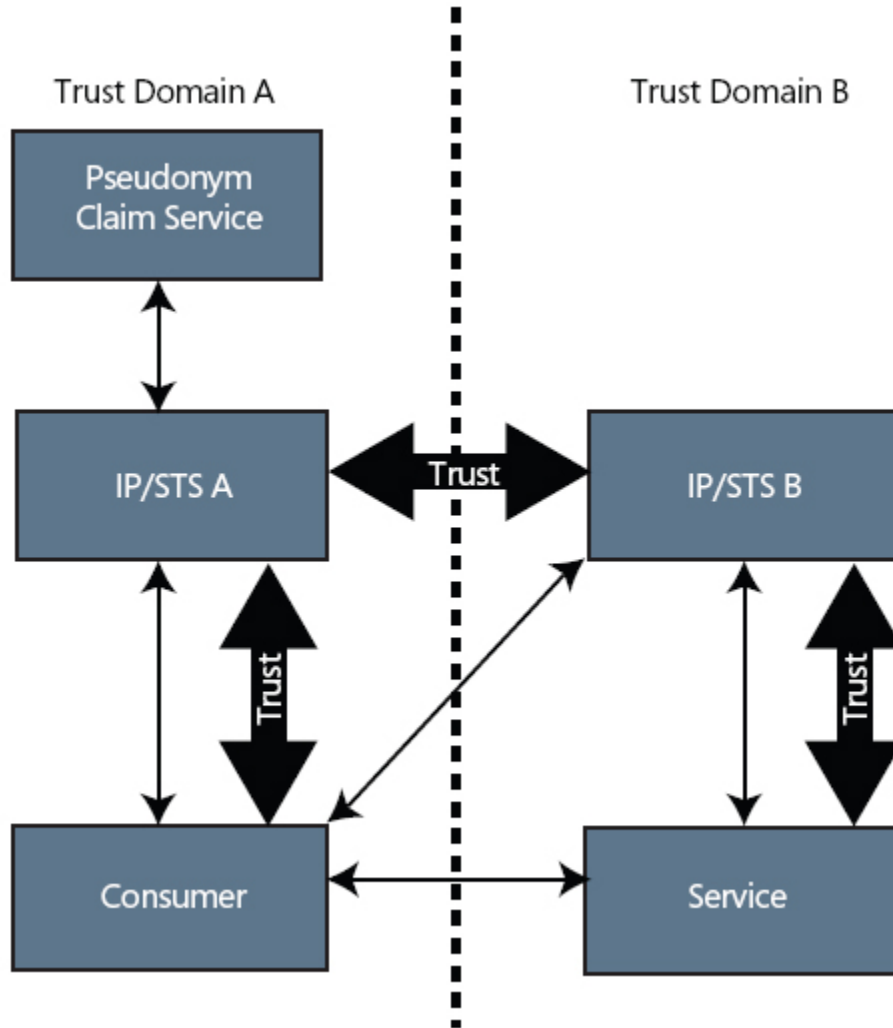 Trust Domain A
Trust Domain B
Pseudonym
Claim Service
IP/STS A
Trust
IP/STS B
Trust
Trust
Consumer
Service